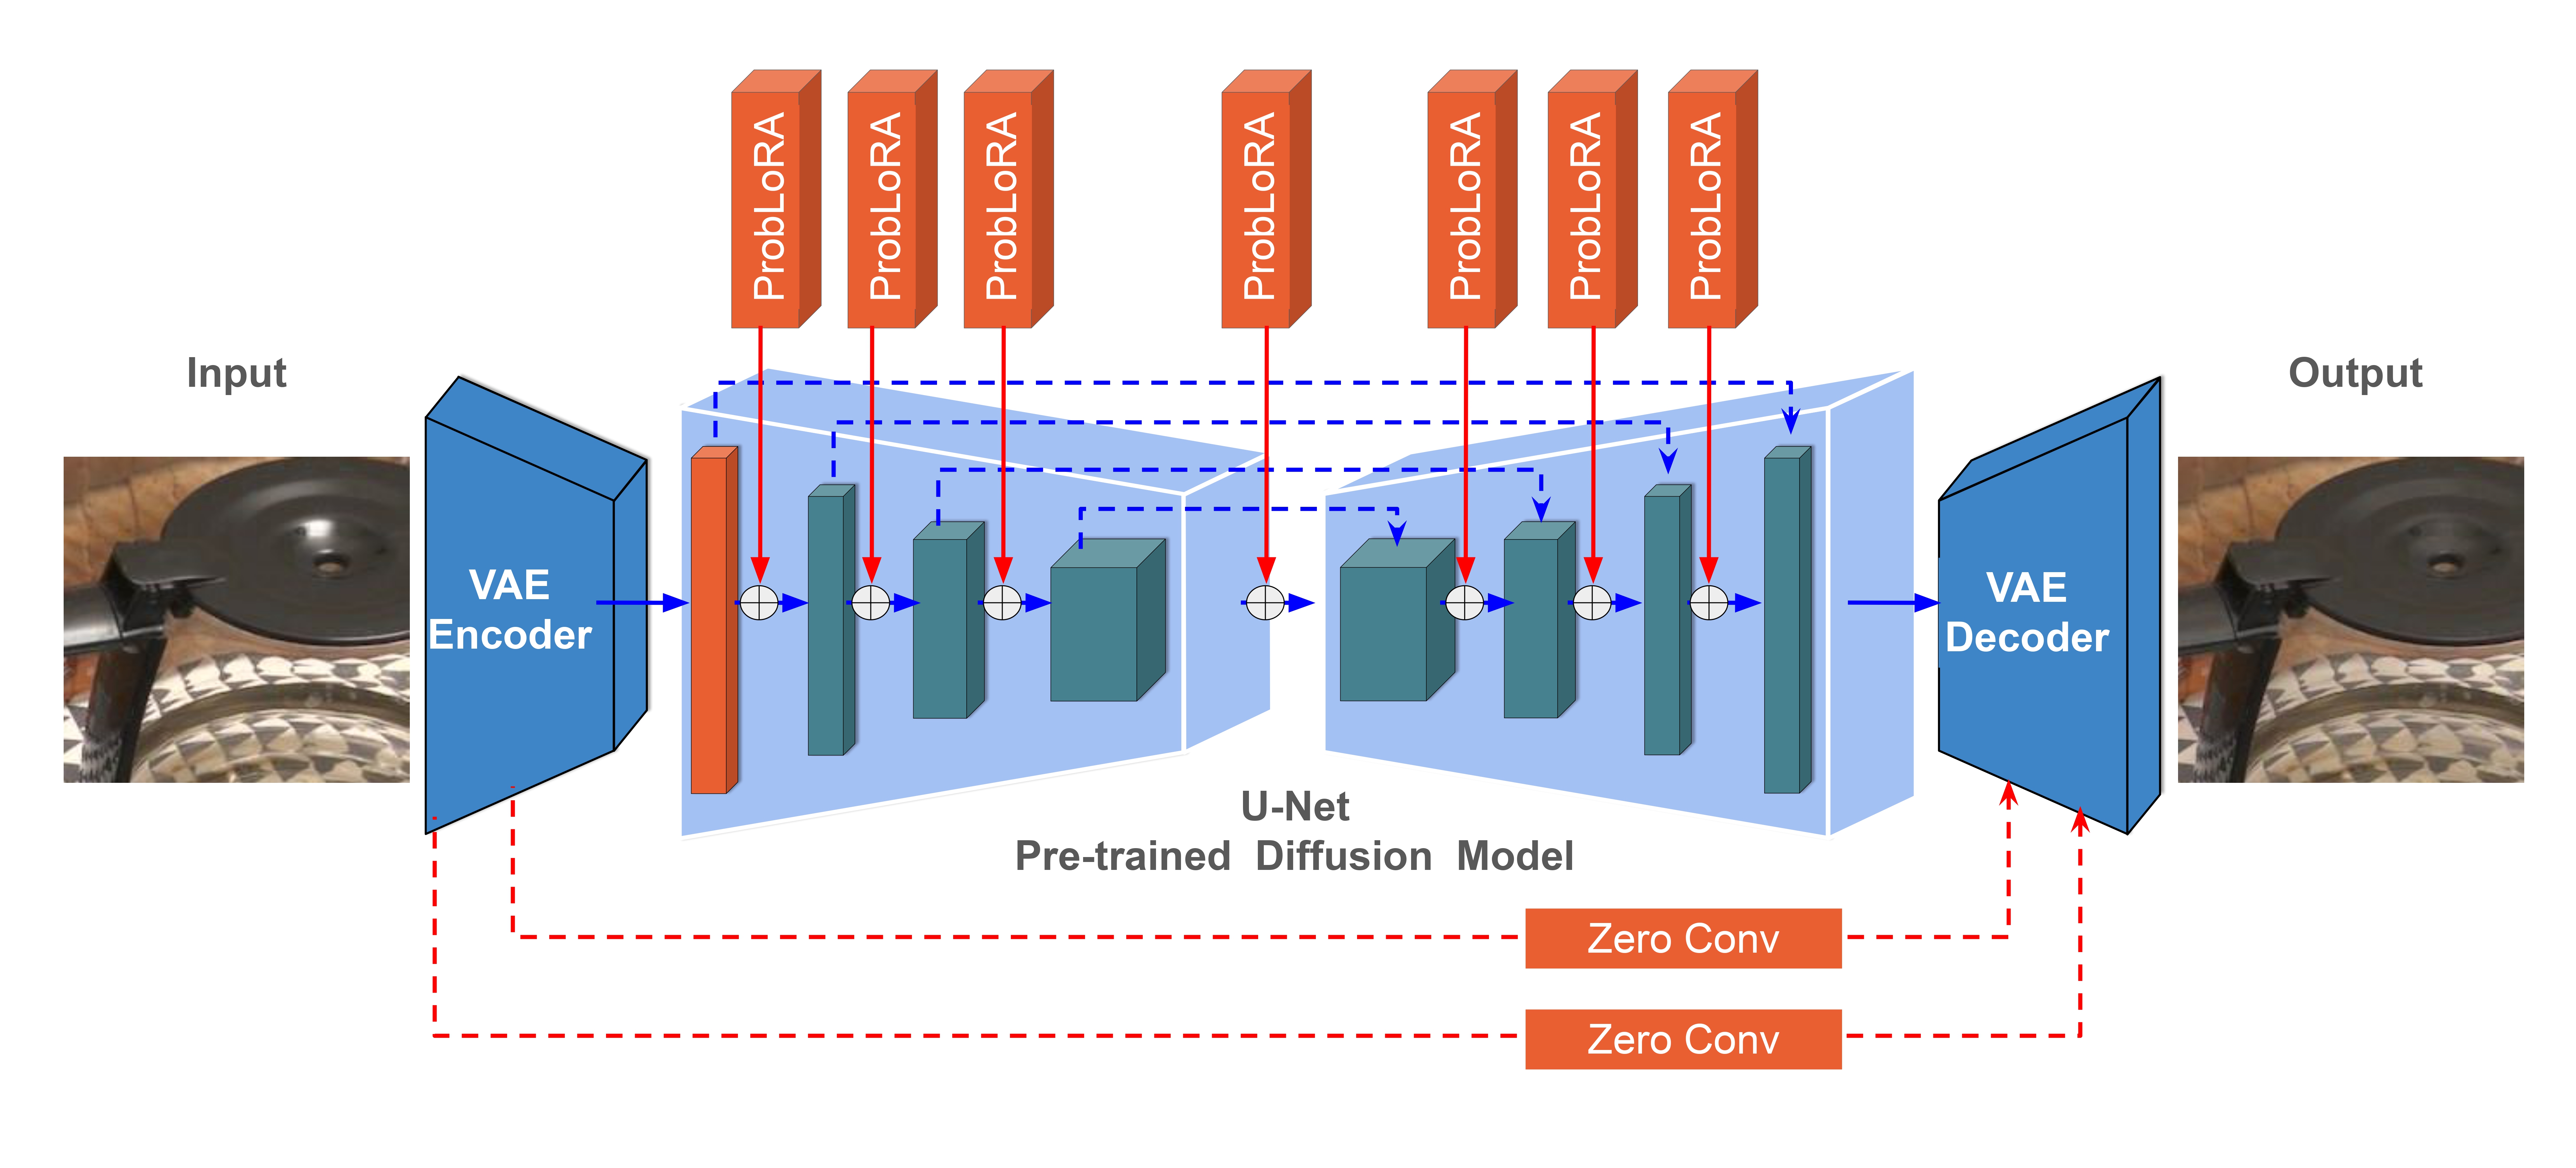 ProbLoRA
ProbLoRA
ProbLoRA
ProbLoRA
ProbLoRA
ProbLoRA
ProbLoRA
Input
Output
VAE
Encoder
VAE
Decoder
U-Net
Pre-trained Diffusion Model
Zero Conv
Zero Conv